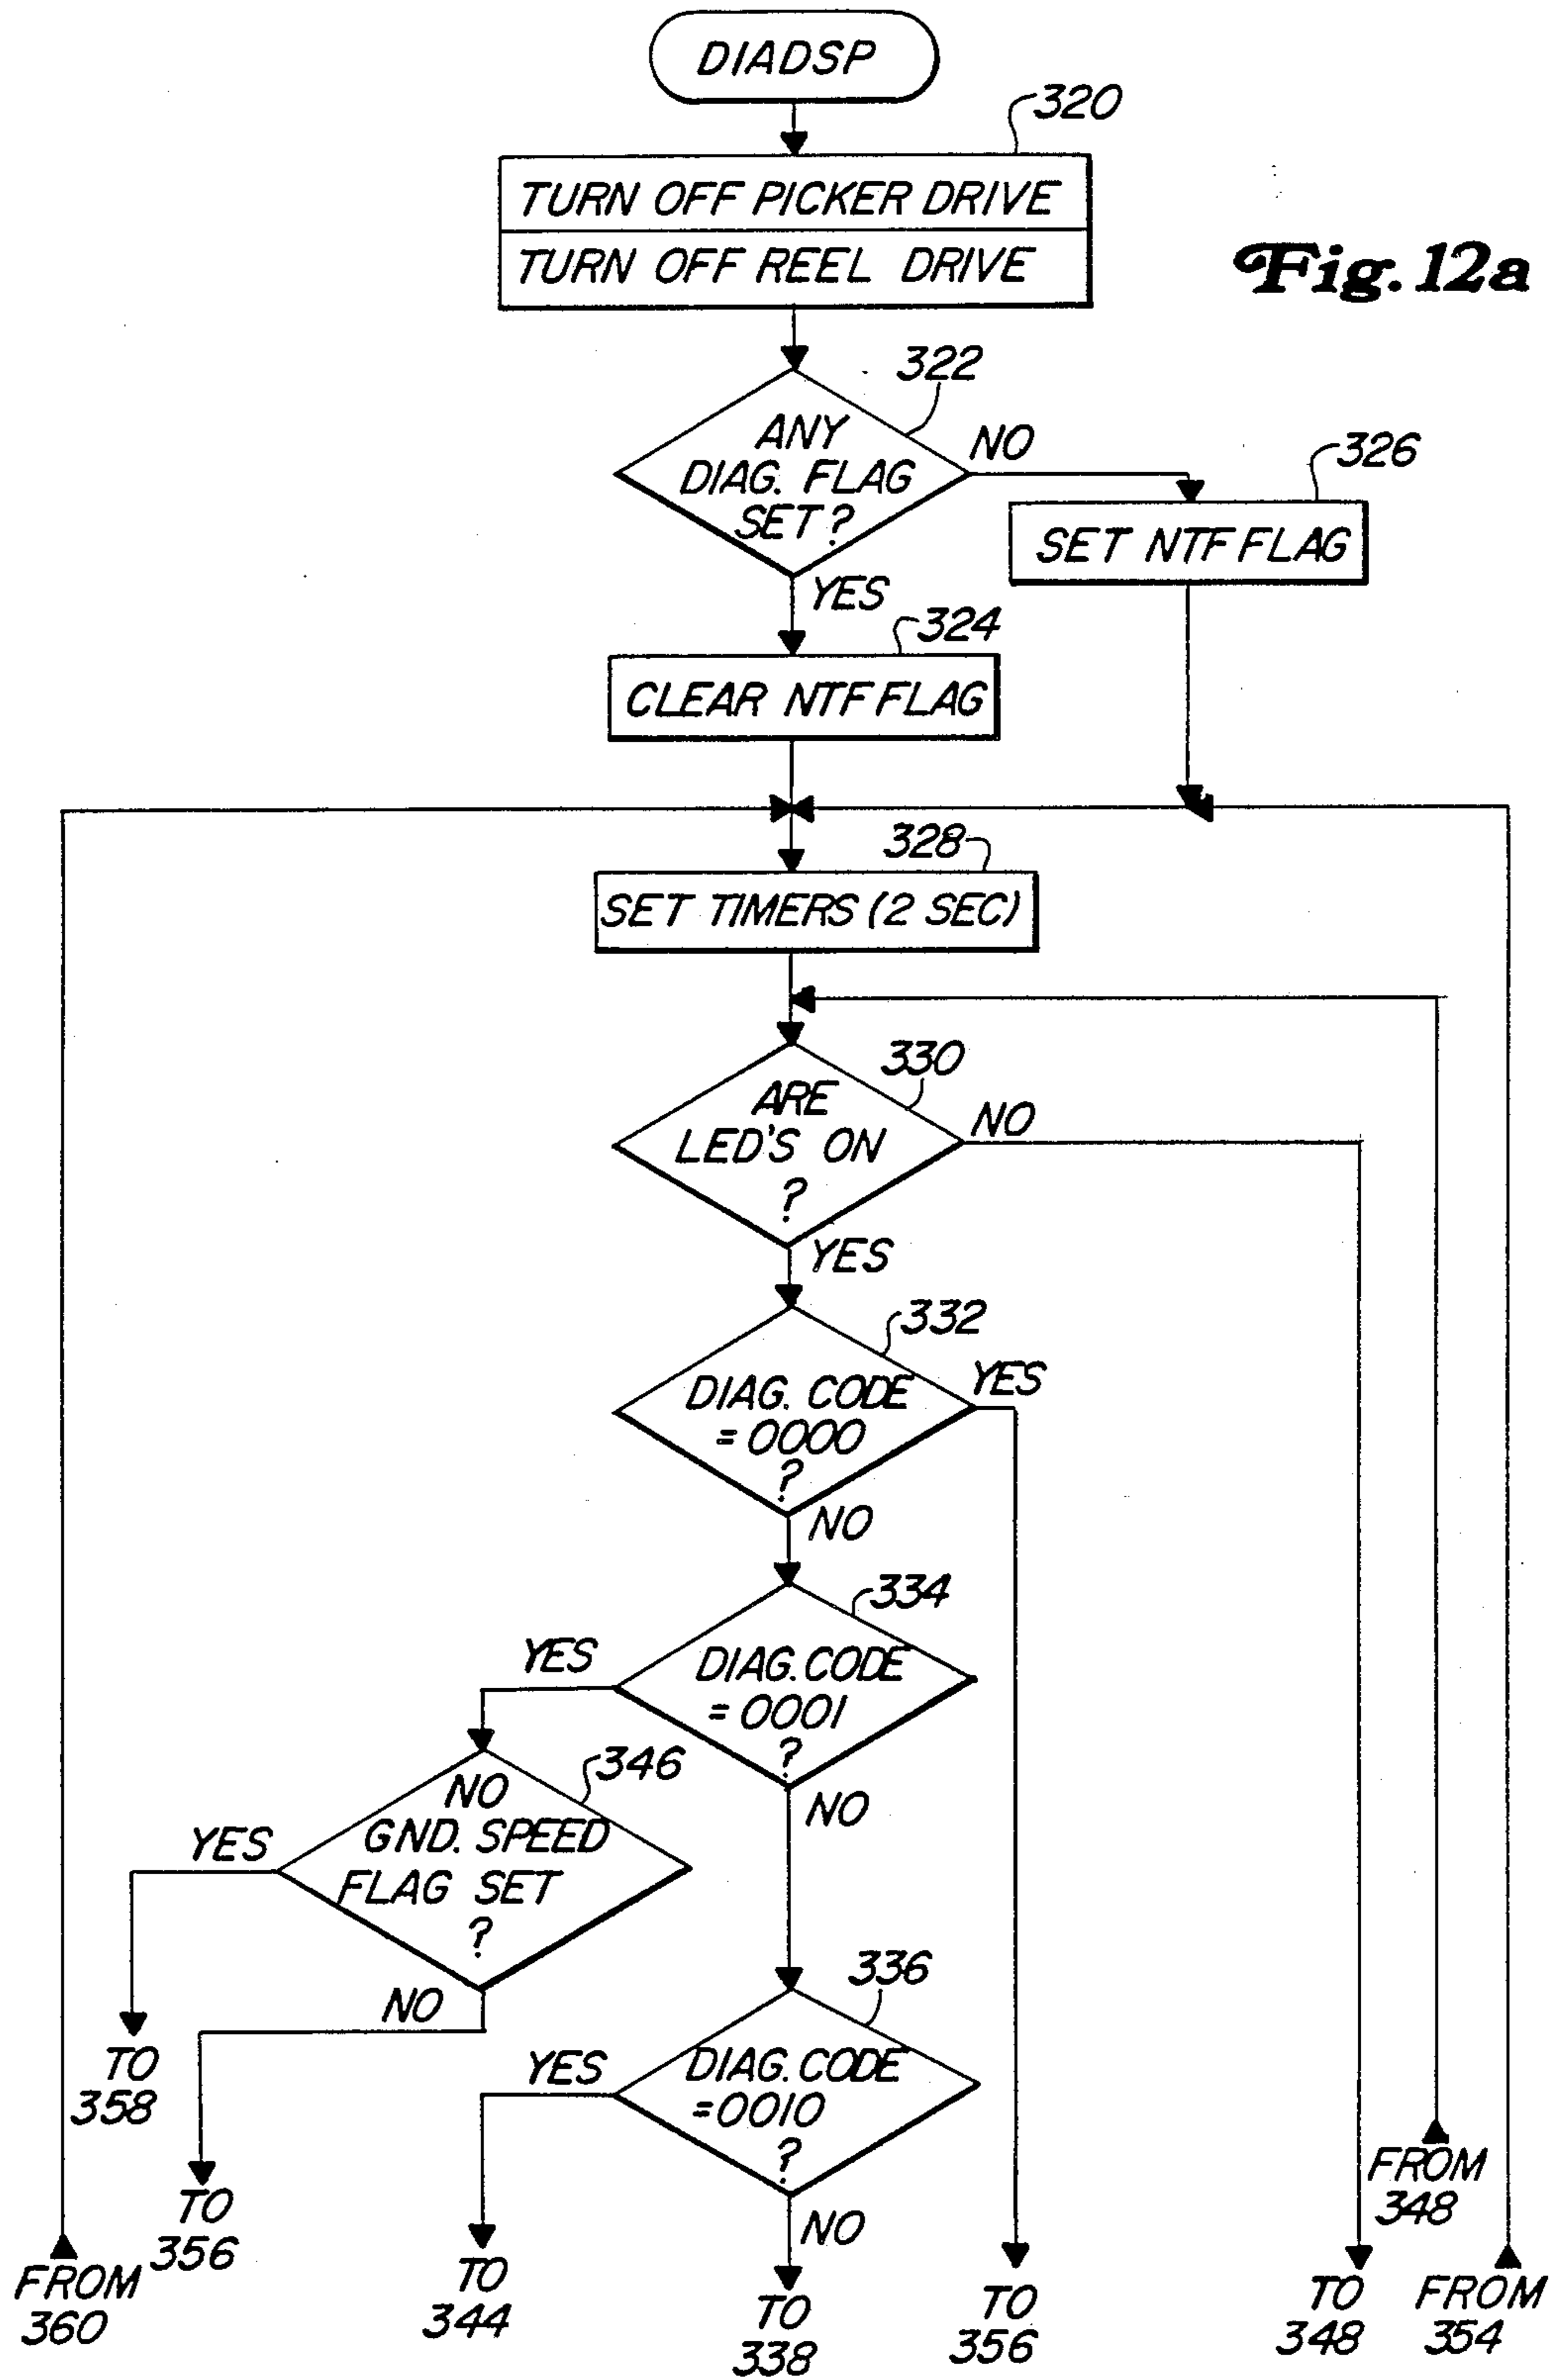 DIADSP
320
TURN OFF PICKER DRIVE
TURN OFF REEL DRIVE
Fig. 12a
322
ANY
DIAG. FLAG
SET?
NO
326
SET NTF FLAG
YES
324
CLEAR NTF FLAG
328
SET TIMERS (2 SEC)
330
ARE
LED'S ON
?
NO
YES
332
DIAG. CODE
=0000
?
YES
NO
334
DIAG. CODE
=0001
?
YES
NO
346
NO
GND. SPEED
FLAG SET
?
YES
NO
336
DIAG. CODE
=0010
?
YES
NO
TO
358
TO
356
FROM
360
TO
344
TO
338
TO
356
TO
348
FROM
348
FROM
354